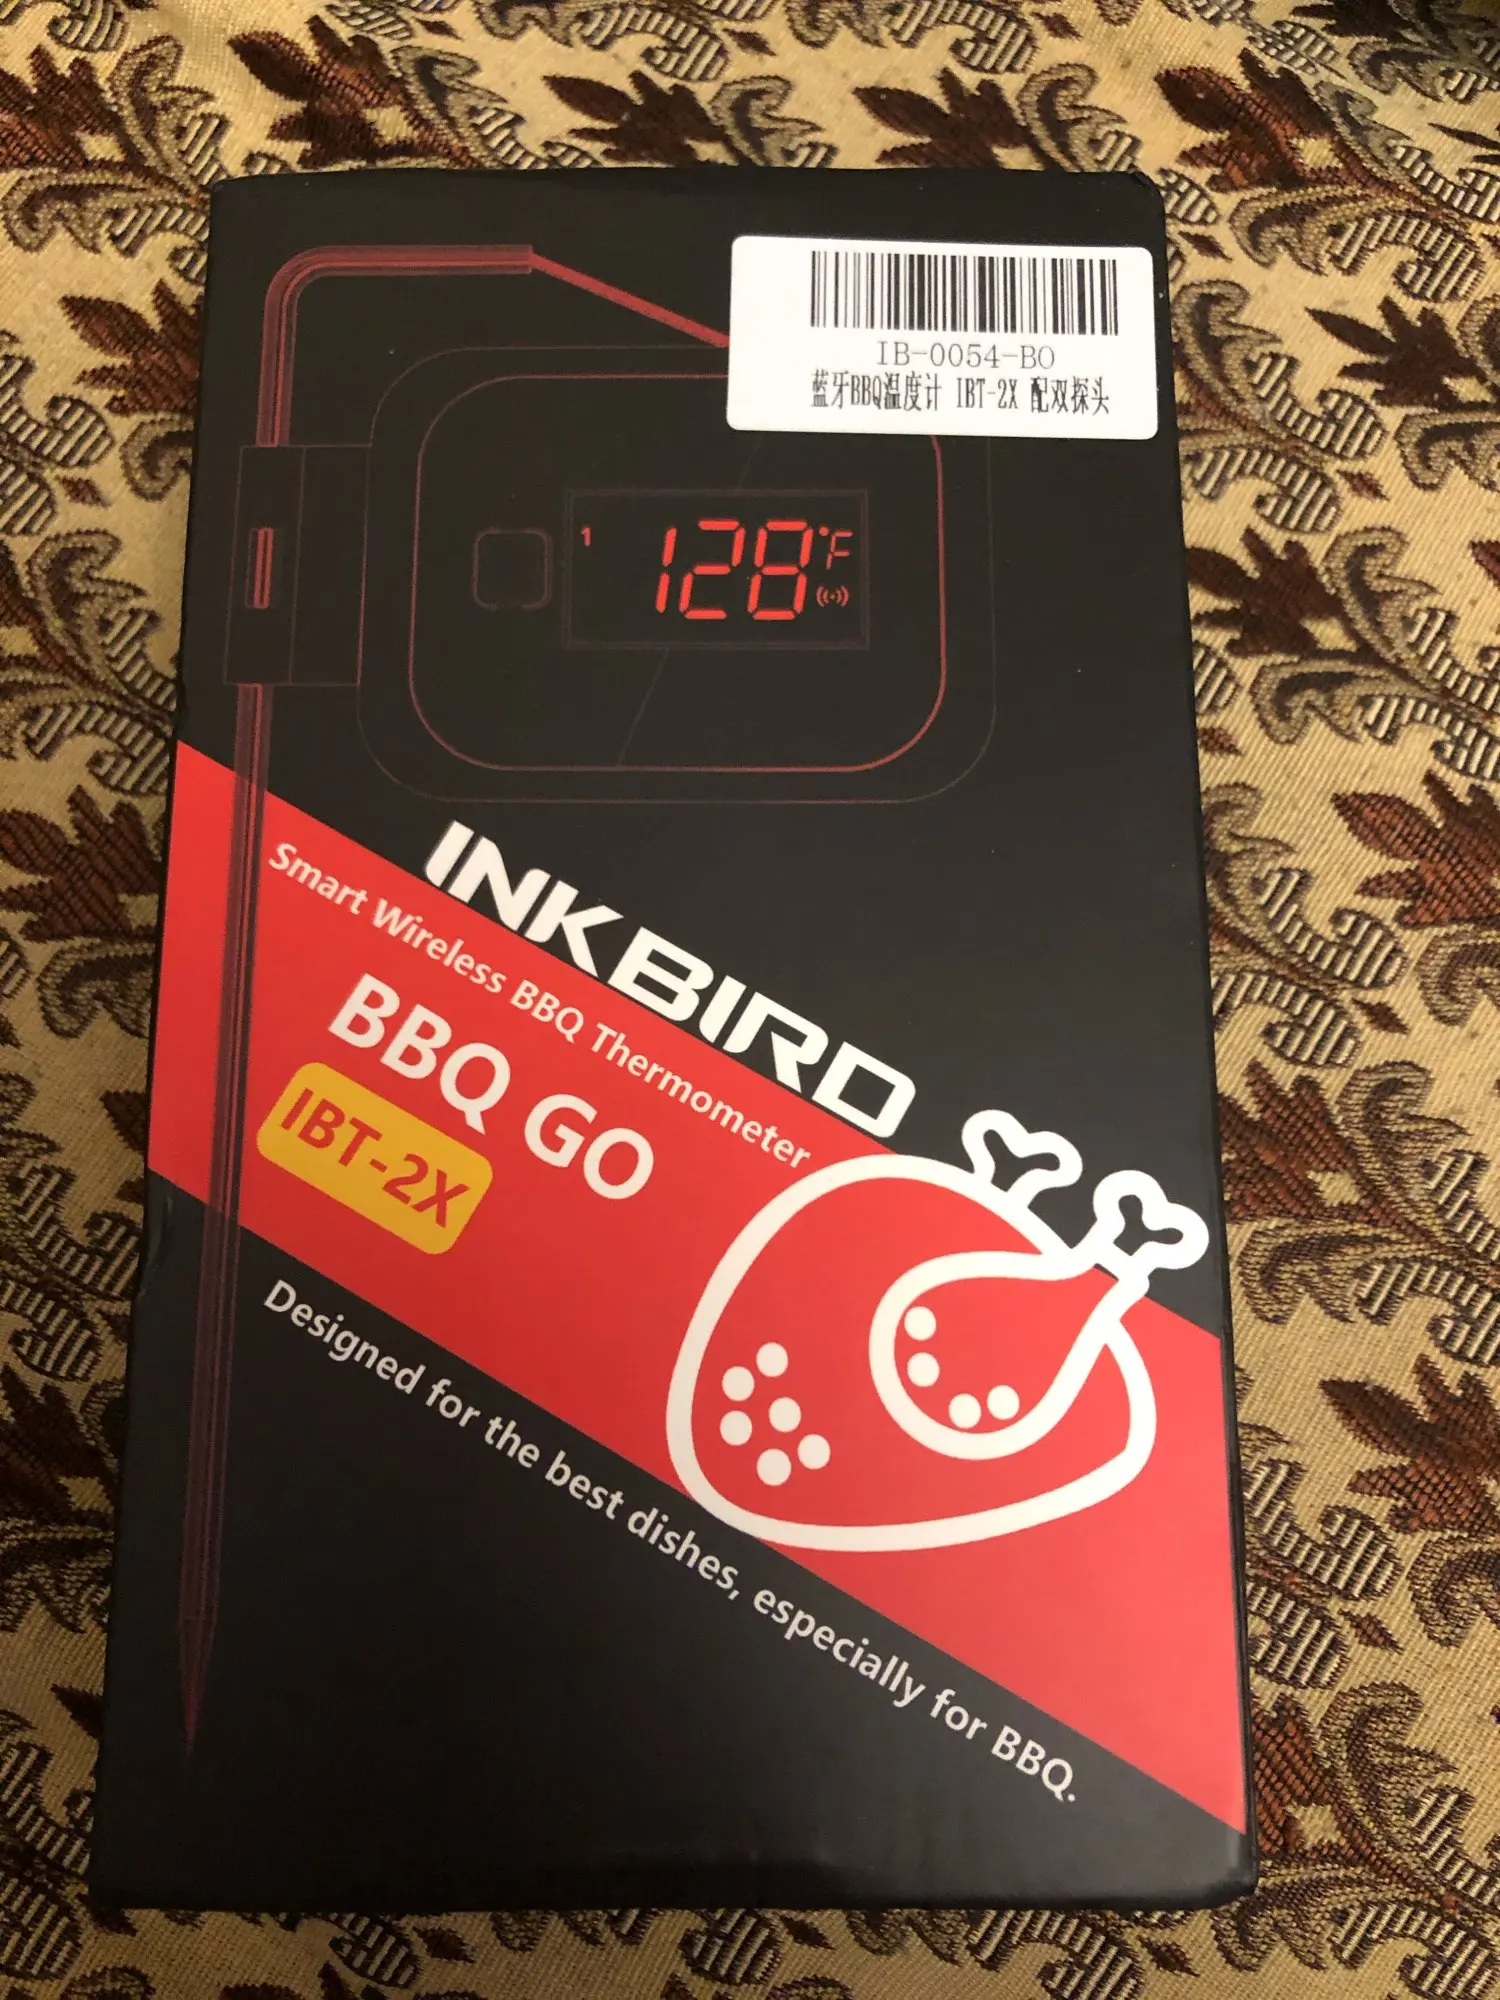 IB-0054-BO
蓝牙BBQ温度计 IBT-2X 配双探头
1 128 °F
INKBIRD
Smart Wireless BBQ Thermometer
BBQ GO
IBT-2X
Designed for the best dishes, especially for BBQ.